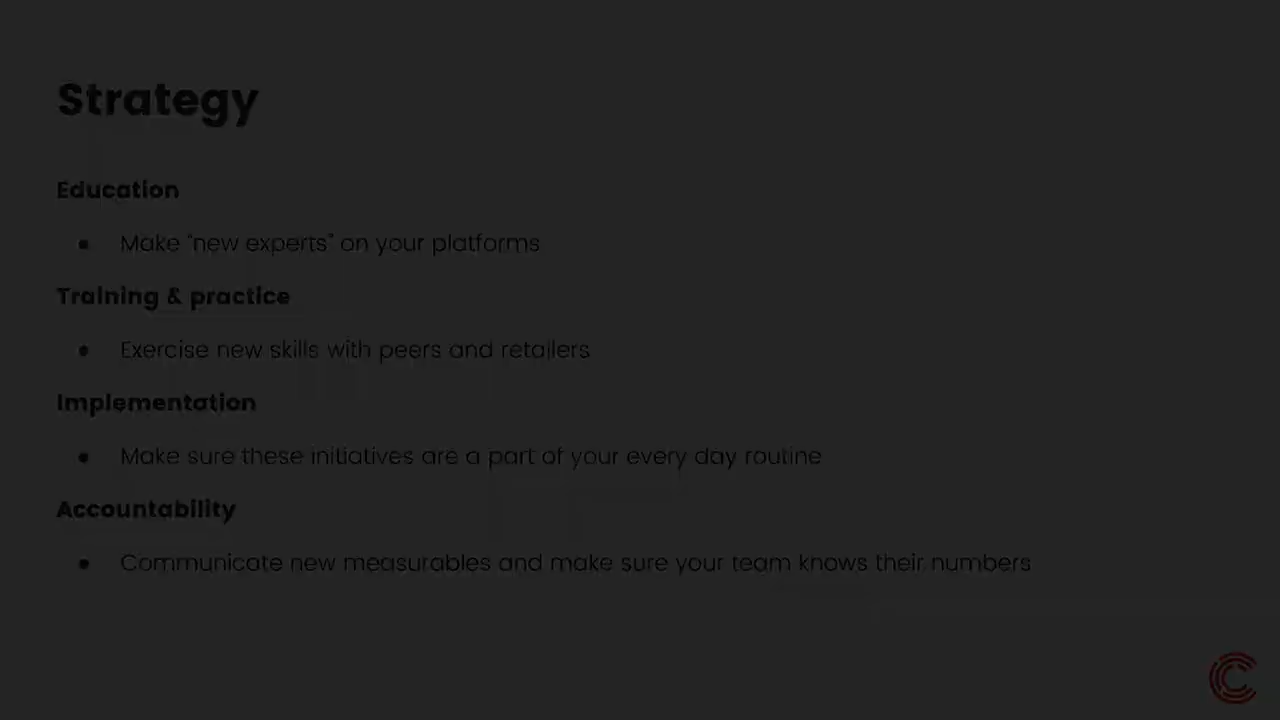 Strategy
Education
● Make "new experts" on your platforms
Training & practice
● Exercise new skills with peers and retailers
Implementation
● Make sure these initiatives are a part of your every day routine
Accountability
● Communicate new measurables and make sure your team knows their numbers